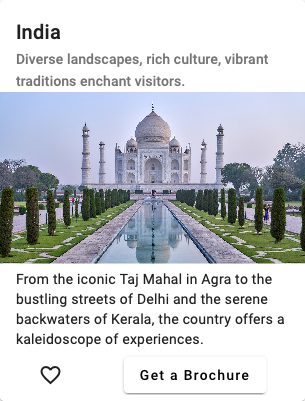 India
Diverse landscapes, rich culture, vibrant
traditions enchant visitors.
From the iconic Taj Mahal in Agra to the
bustling streets of Delhi and the serene
backwaters of Kerala, the country offers a
kaleidoscope of experiences.
Get a Brochure